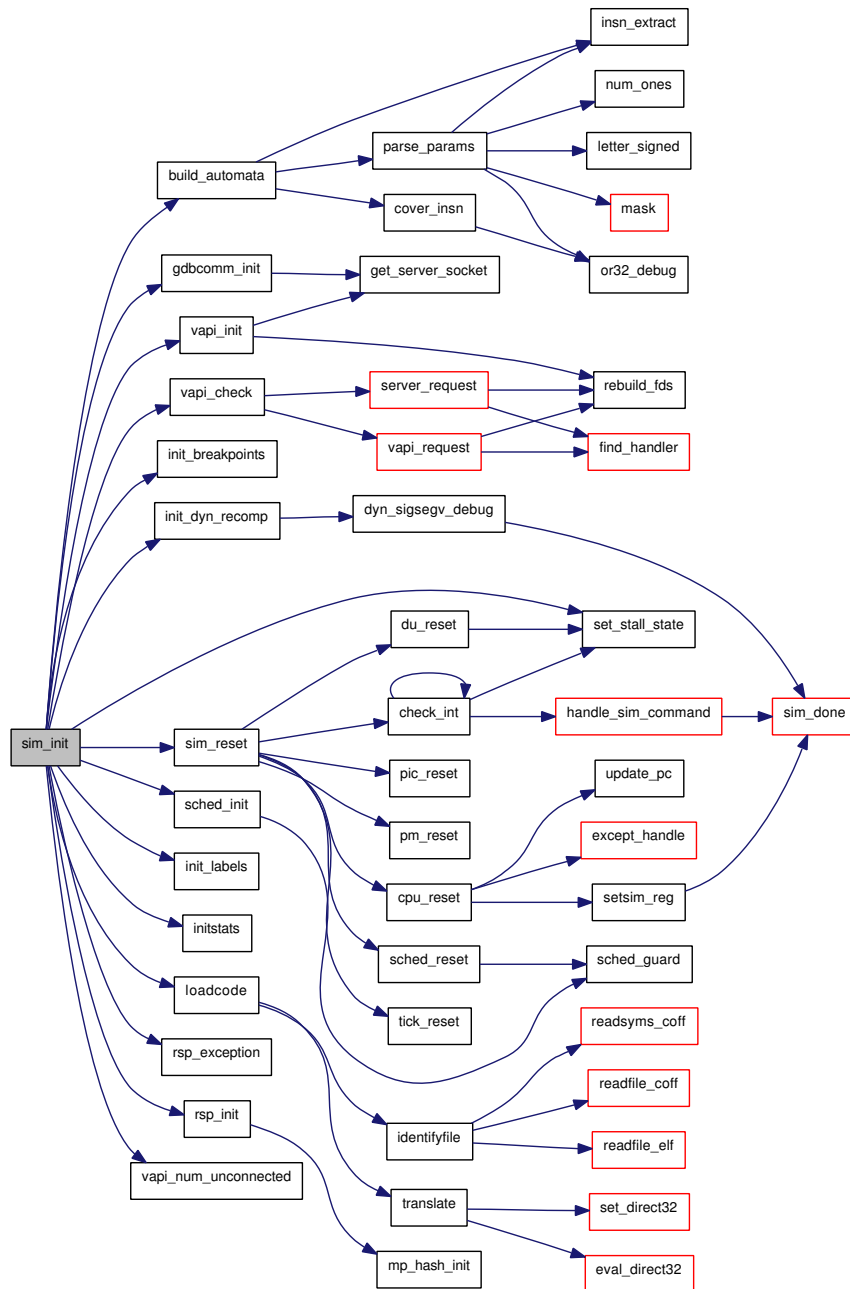 insn_extract
num_ones
parse_params
letter_signed
build_automata
mask
cover_insn
gdbcomm_init
get_server_socket
or32_debug
vapi_init
server_request
rebuild_fds
vapi_check
vapi_request
find_handler
init_breakpoints
init_dyn_recomp
dyn_sigsegv_debug
du_reset
set_stall_state
check_int
handle_sim_command
sim_done
sim_init
sim_reset
pic_reset
update_pc
sched_init
pm_reset
except_handle
init_labels
cpu_reset
setsim_reg
initstats
sched_reset
sched_guard
loadcode
tick_reset
readsyms_coff
rsp_exception
readfile_coff
rsp_init
identifyfile
readfile_elf
vapi_num_unconnected
translate
set_direct32
mp_hash_init
eval_direct32